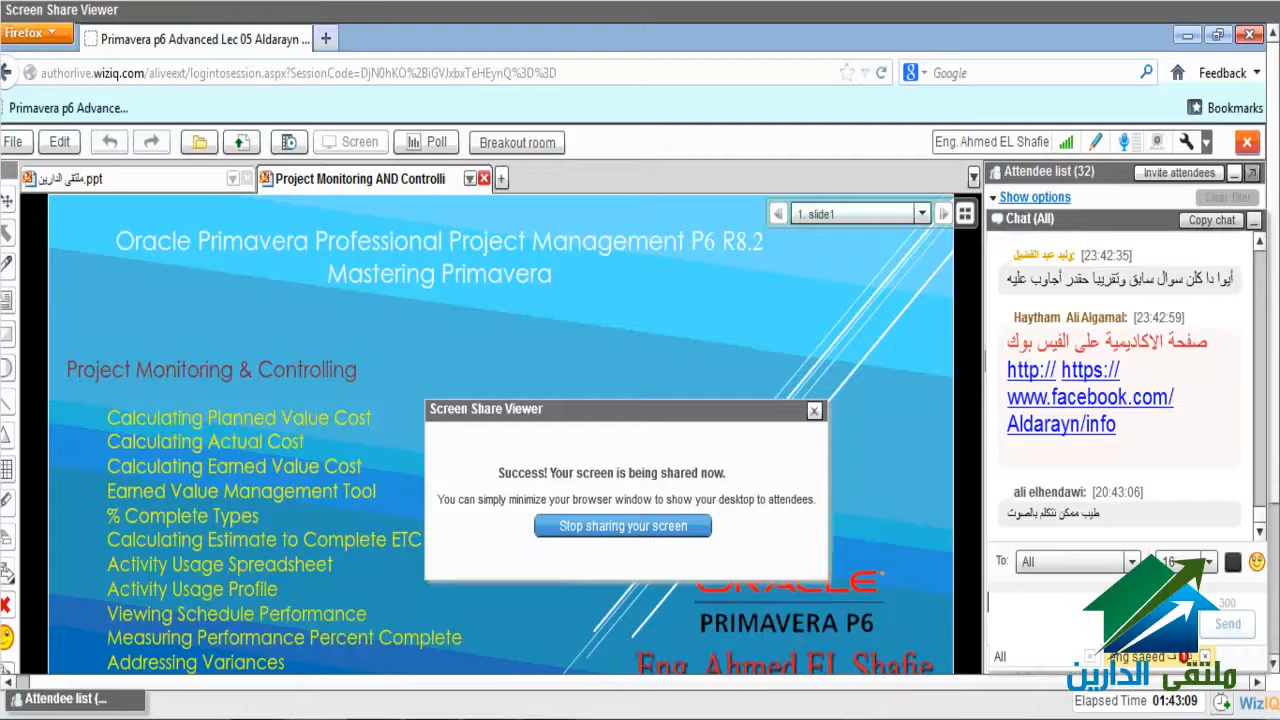 Screen Share Viewer
Firefox
Primavera p6 Advanced Lec 05 Aldarayn ...
authorlive.wiziq.com/aliveext/logintosession.aspx?SessionCode=DjN0hKO%2BiGVJxbxTeHEynQ%3D%3D
Google
Feedback
Primavera p6 Advance...
Bookmarks
File
Edit
Screen
Poll
Breakout room
Eng.Ahmed EL Shafie
ملتقى الدارين.ppt
Project Monitoring AND Controlli
Attendee list (32)
Invite attendees
Show options
Clear filter
Chat (All)
Copy chat
1. slide1
Oracle Primavera Professional Project Management P6 R8.2
Mastering Primavera
Project Monitoring & Controlling
Calculating Planned Value Cost
Calculating Actual Cost
Calculating Earned Value Cost
Earned Value Management Tool
% Complete Types
Calculating Estimate to Complete ETC
Activity Usage Spreadsheet
Activity Usage Profile
Viewing Schedule Performance
Measuring Performance Percent Complete
Addressing Variances
Screen Share Viewer
Success! Your screen is being shared now.
You can simply minimize your browser window to show your desktop to attendees.
Stop sharing your screen
ORACLE
PRIMAVERA P6
Eng. Ahmed EL Shafie
وليد عبد الفضيل: [23:42:35]
أيوا دا كلن سوال سابق وتقريبا حقدر أجاوب عليه
Haytham Ali Algamal: [23:42:59]
صفحة الاكاديمية على الفيس بوك
http:// https://
www.facebook.com/
Aldarayn/info
ali elhendawi: [20:43:06]
طيب ممكن نتكلم بالصوت
To:
All
16
300
Send
All
eng saeed
ملتقى الدارين
Attendee list (...
Elapsed Time 01:43:09
WizIQ